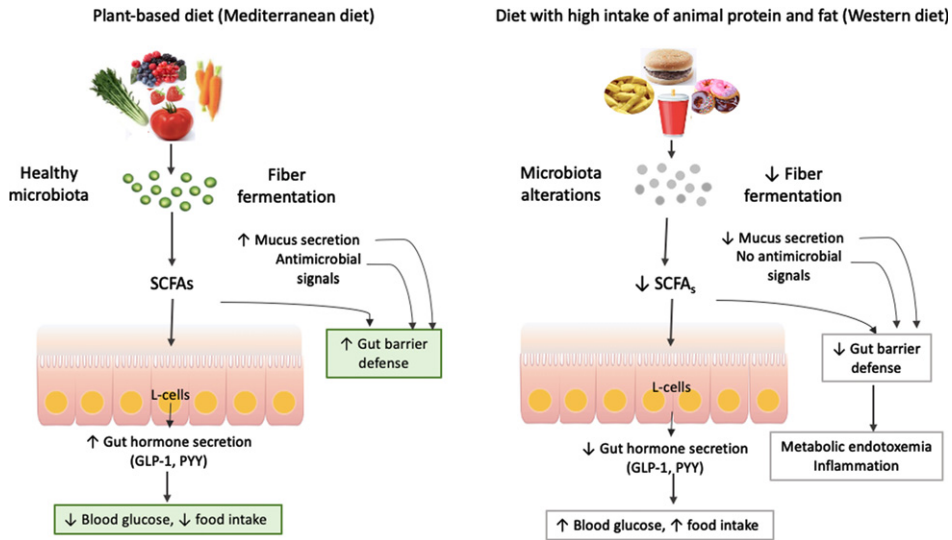 Plant-based diet (Mediterranean diet)
Healthy
microbiota
Fiber
fermentation
↑ Mucus secretion
Antimicrobial
signals
SCFAs
↑ Gut barrier
defense
L-cells
↑ Gut hormone secretion
(GLP-1, PYY)
↓ Blood glucose, ↓ food intake
Diet with high intake of animal protein and fat (Western diet)
Microbiota
alterations
↓ Fiber
fermentation
↓ Mucus secretion
No antimicrobial
signals
↓ SCFAs
↓ Gut barrier
defense
L-cells
Metabolic endotoxemia
Inflammation
↓ Gut hormone secretion
(GLP-1, PYY)
↑ Blood glucose, ↑ food intake